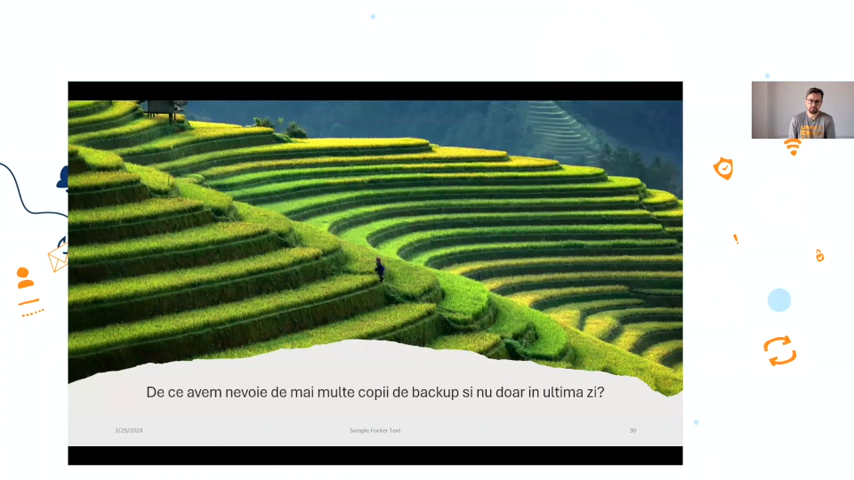 De ce avem nevoie de mai multe copii de backup si nu doar in ultima zi?
3/29/2024
Sample Footer Text
30